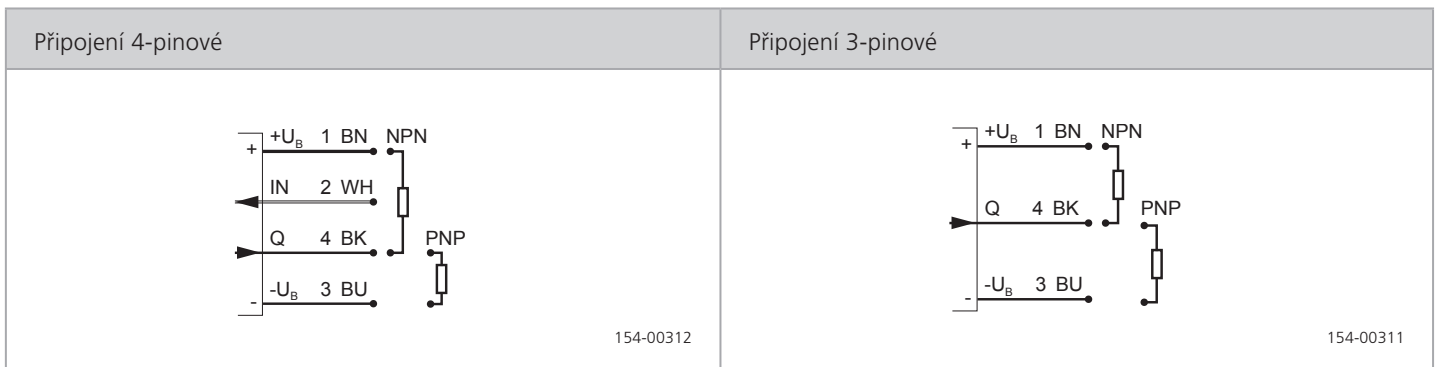 Připojení 4-pinové
+U_B 1 BN NPN
+
IN 2 WH
Q 4 BK PNP
-U_B 3 BU
-
154-00312
Připojení 3-pinové
+U_B 1 BN NPN
+
Q 4 BK PNP
-U_B 3 BU
-
154-00311